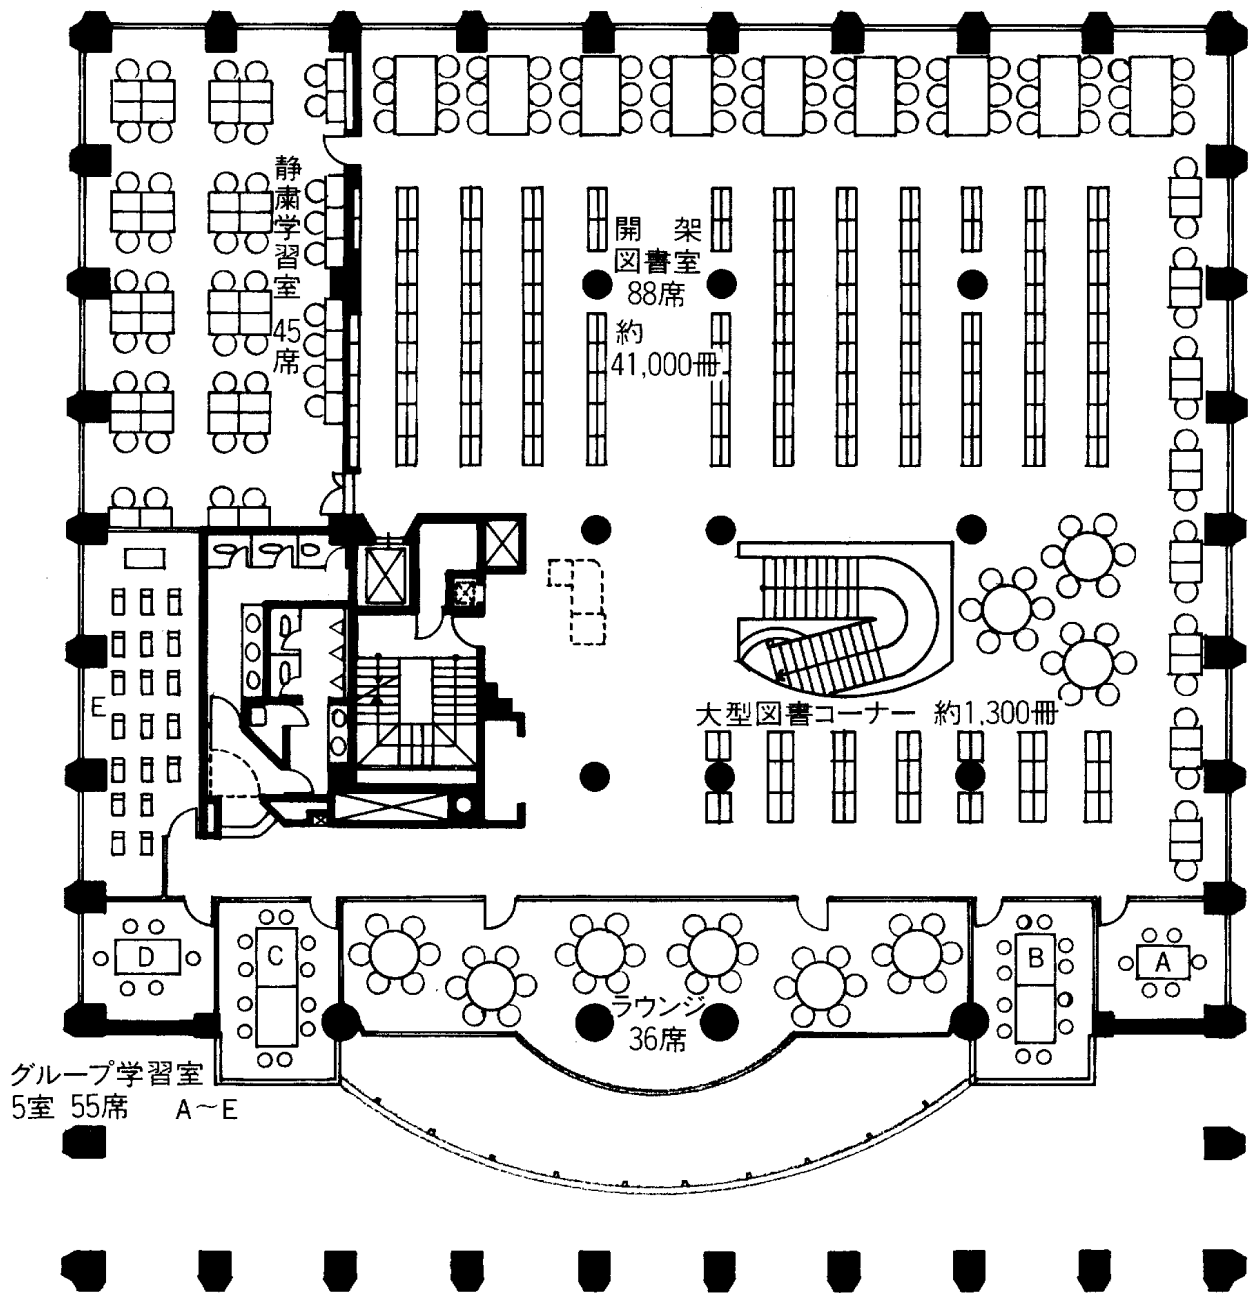 静粛学習室
45席
開架
図書室
88席
約
41,000冊
E
大型図書コーナー 約1,300冊
D
C
B
A
ラウンジ
36席
グループ学習室
5室 55席 A～E